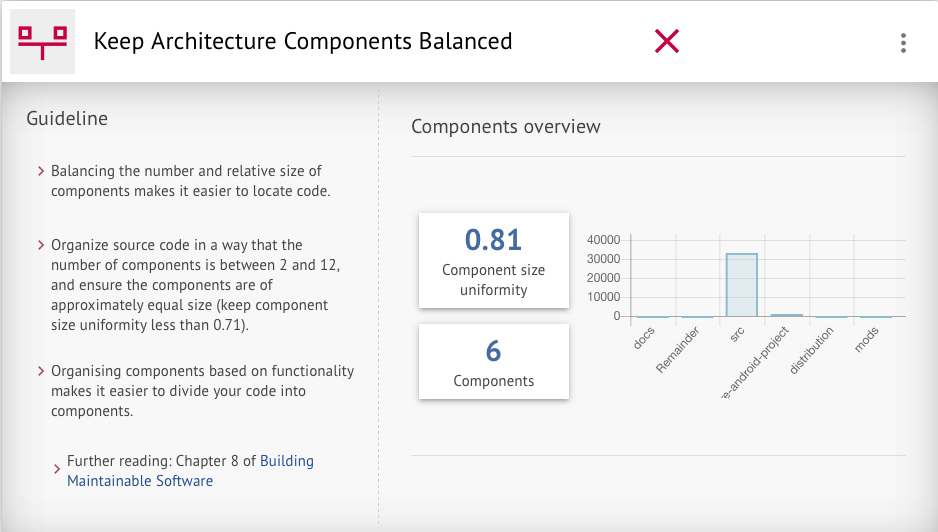 Keep Architecture Components Balanced
Guideline
Balancing the number and relative size of
components makes it easier to locate code.
Organize source code in a way that the
number of components is between 2 and 12,
and ensure the components are of
approximately equal size (keep component
size uniformity less than 0.71).
Organising components based on functionality
makes it easier to divide your code into
components.
Further reading: Chapter 8 of Building
Maintainable Software
Components overview
0.81
Component size
uniformity
6
Components
40000
30000
20000
10000
0
docs
Remainder
src
e-android-project
distribution
mods